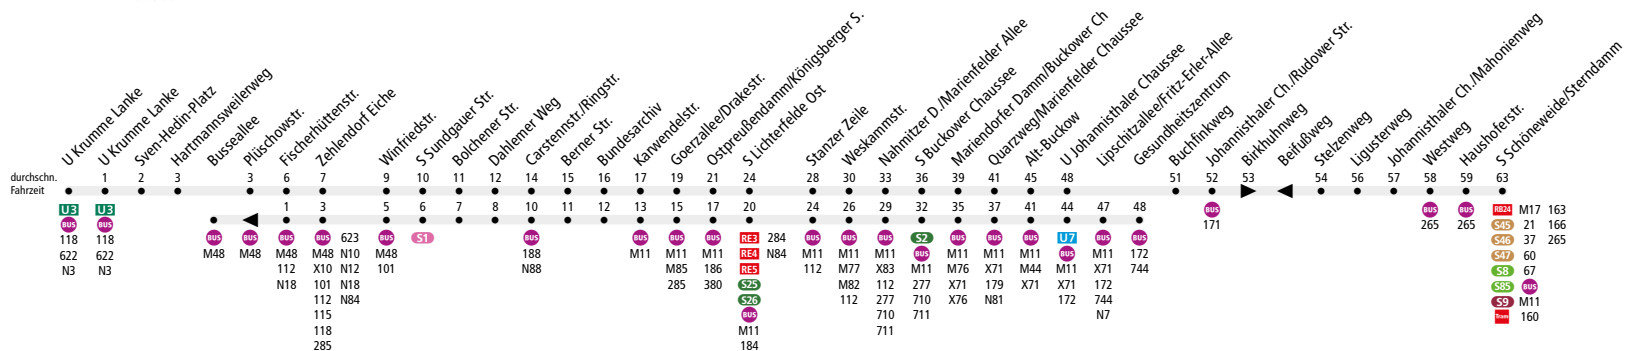 U Krumme Lanke
U Krumme Lanke
Sven-Hedin-Platz
Hartmannsweilerweg
Busseallee
Plüschowstr.
Fischerhüttenstr.
Zehlendorf Eiche
Winfriedstr.
S Sundgauer Str.
Bolchener Str.
Dahlemer Weg
Carstennstr./Ringstr.
Berner Str.
Bundesarchiv
Karwendelstr.
Goerzallee/Drakestr.
Ostpreußendamm/Königsberger S.
S Lichterfelde Ost
Stanzer Zeile
Weskammstr.
Nahmitzer D./Marienfelder Allee
S Buckower Chaussee
Mariendorfer Damm/Buckower Ch
Quarzweg/Marienfelder Chaussee
Alt-Buckow
U Johannisthaler Chaussee
Lipschitzallee/Fritz-Erler-Allee
Gesundheitszentrum
Buchfinkweg
Johannisthaler Ch./Rudower Str.
Birkhuhnweg
Beifußweg
Stelzenweg
Ligusterweg
Johannisthaler Ch./Mahonienweg
Westweg
Haushoferstr.
S Schöneweide/Sterndamm
durchschn. 1 2 3 3 6 7 9 10 11 12 14 15 16 17 19 21 24 28 30 33 36 39 41 45 48 51 52 53 54 56 57 58 59 63
Fahrzeit
1 3 5 6 7 8 10 11 12 13 15 17 20 24 26 29 32 35 37 41 44 47 48
U3
BUS
118
622
N3
U3
BUS
118
622
N3
BUS
M48
BUS
M48
BUS
M48
112
N18
BUS 623
M48 N10
X10 N12
101 N18
112 N84
115
118
285
BUS
M48
101
S1
BUS
188
N88
BUS
M11
BUS
M11
M85
285
BUS
M11
186
380
RE3 284
RE4 N84
RE5
S25
S26
BUS
M11
184
BUS
M11
112
BUS
M11
M77
M82
112
BUS
M11
X83
112
277
710
711
S2
BUS
M11
277
710
711
BUS
M11
M76
X71
X76
BUS
M11
X71
179
N81
BUS
M11
M44
X71
U7
BUS
M11
X71
172
BUS
M11
X71
172
744
N7
BUS
172
744
BUS
171
BUS
265
BUS
265
RB24 M17 163
S45 21 166
S46 37 265
S47 60
S8 67
S85 BUS
S9 M11
Tram 160